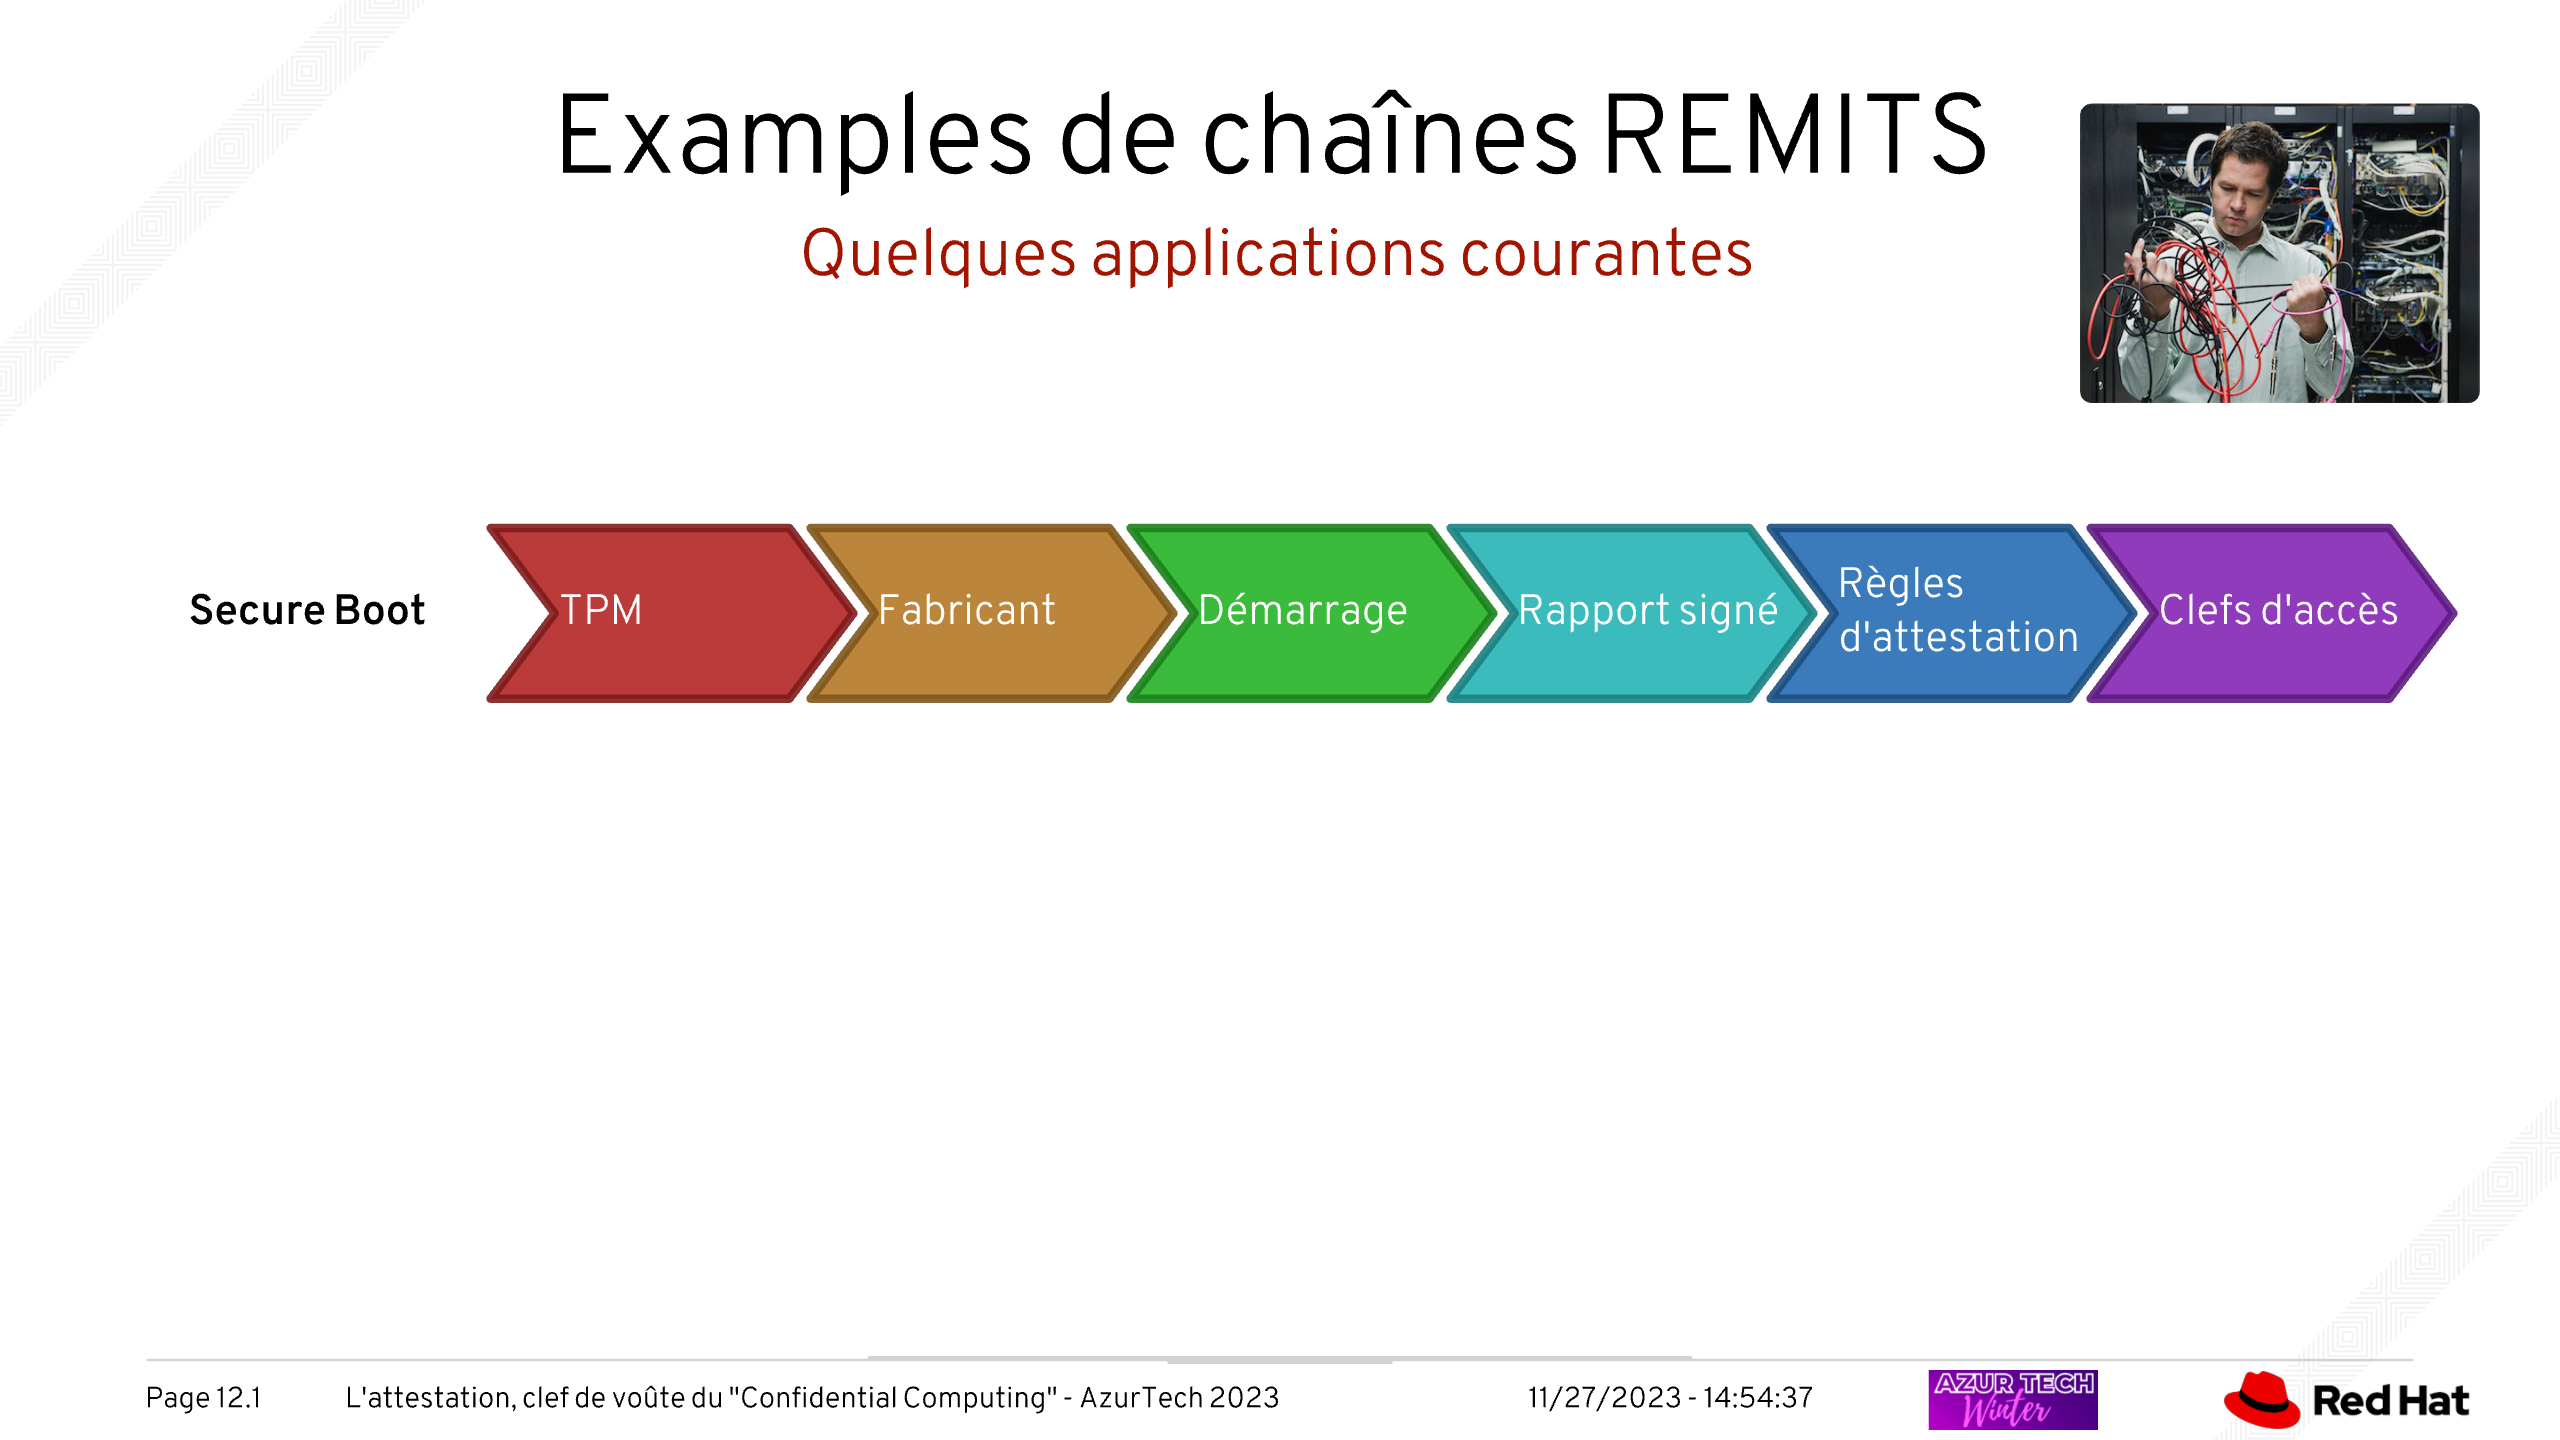 Examples de chaînes REMITS
Quelques applications courantes
Secure Boot
TPM
Fabricant
Démarrage
Rapport signé
Règles
d'attestation
Clefs d'accès
Page 12.1
L'attestation, clef de voûte du "Confidential Computing" - AzurTech 2023
11/27/2023 - 14:54:37
AZUR TECH
Winter
Red Hat